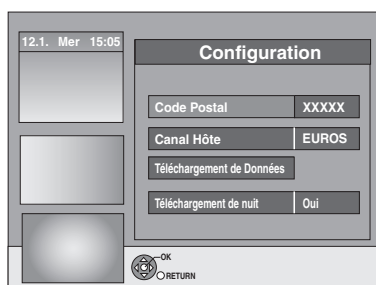 12.1. Mer 15:05
Configuration
Code Postal XXXXX
Canal Hôte EUROS
Téléchargement de Données
Téléchargement de nuit Oui
OK
RETURN